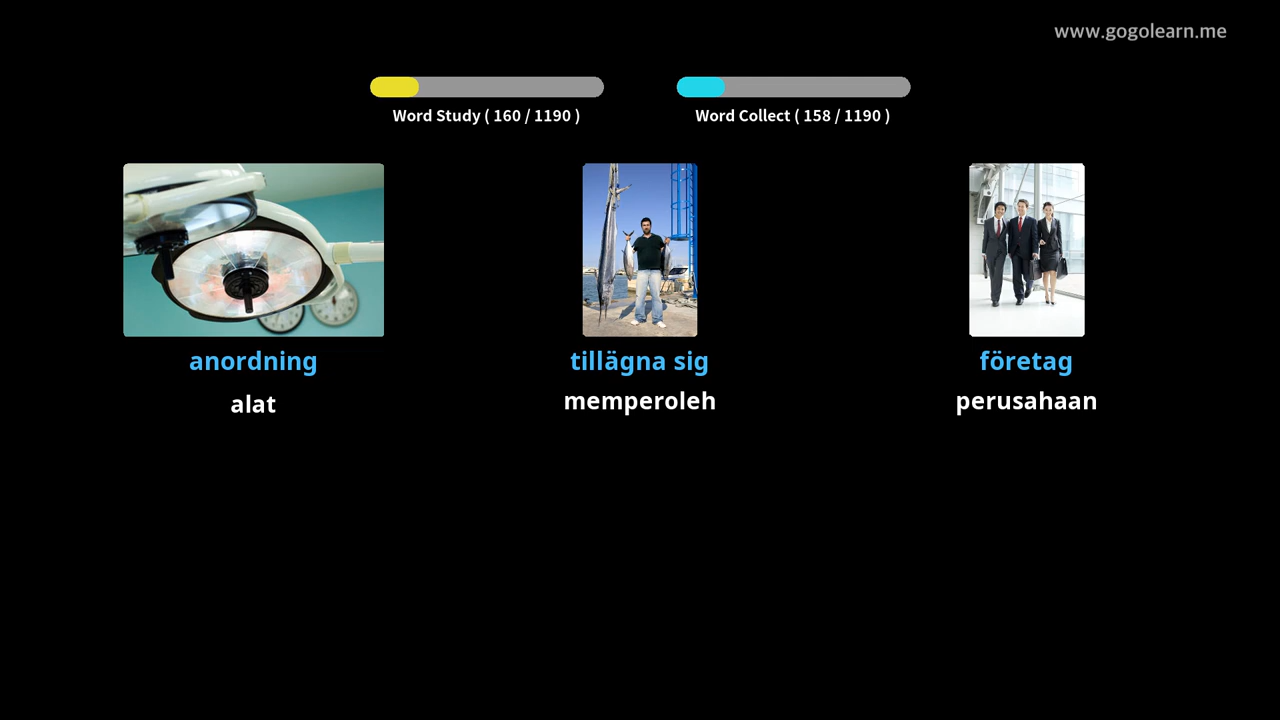 www.gogolearn.me
Word Study ( 160 / 1190 )
Word Collect ( 158 / 1190 )
anordning
alat
tillägna sig
memperoleh
företag
perusahaan